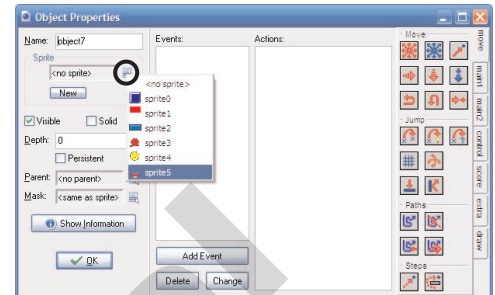 Object Properties
Name: object7
Sprite
<no sprite>
New
Visible Solid
Depth: 0
Persistent
Parent: <no parent>
Mask: <same as sprite>
Show Information
OK
Events:
<no sprite>
sprite0
sprite1
sprite2
sprite3
sprite4
sprite5
Add Event
Delete Change
Actions:
Move
Jump
Paths
Steps
move
main1
main2
control
score
extra
draw